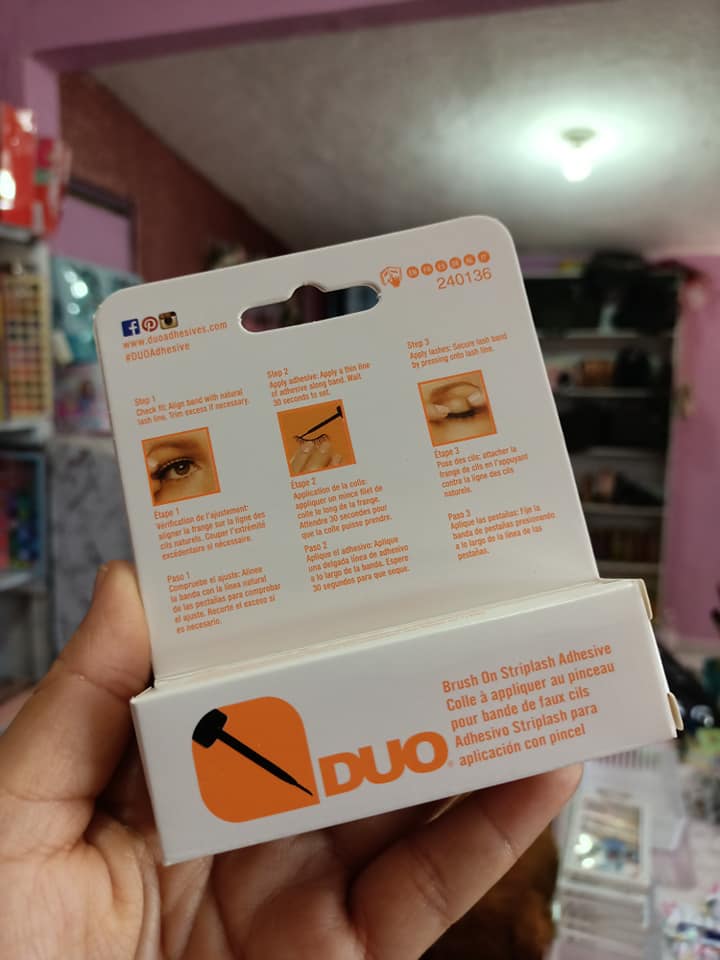 www.duoadhesives.com
#DUOAdhesive
240136
Step 1
Check fit: Align band with natural
lash line. Trim excess if necessary.
Étape 1
Vérification de l'ajustement:
aligner la frange sur la ligne des
cils naturels. Couper l'extrémité
excédentaire si nécessaire.
Paso 1
Compruebe el ajuste: Alinee
la banda con la línea natural
de las pestañas para comprobar
el ajuste. Recorte el exceso si
es necesario.
Step 2
Apply adhesive: Apply a thin line
of adhesive along band. Wait
30 seconds to set.
Étape 2
Application de la colle:
appliquer un mince filet de
colle le long de la frange.
Attendre 30 secondes pour
que la colle puisse prendre.
Paso 2
Aplique el adhesivo: Aplique
una delgada línea de adhesivo
a lo largo de la banda. Espere
30 segundos para que seque.
Step 3
Apply lashes: Secure lash band
by pressing onto lash line.
Étape 3
Pose des cils: attacher la
frange de cils en l'appuyant
contre la ligne des cils
naturels.
Paso 3
Aplique las pestañas: Fije la
banda de pestañas presionando
a lo largo de la línea de las
pestañas.
DUO
Brush On Striplash Adhesive
Colle à appliquer au pinceau
pour bande de faux cils
Adhesivo Striplash para
aplicación con pincel